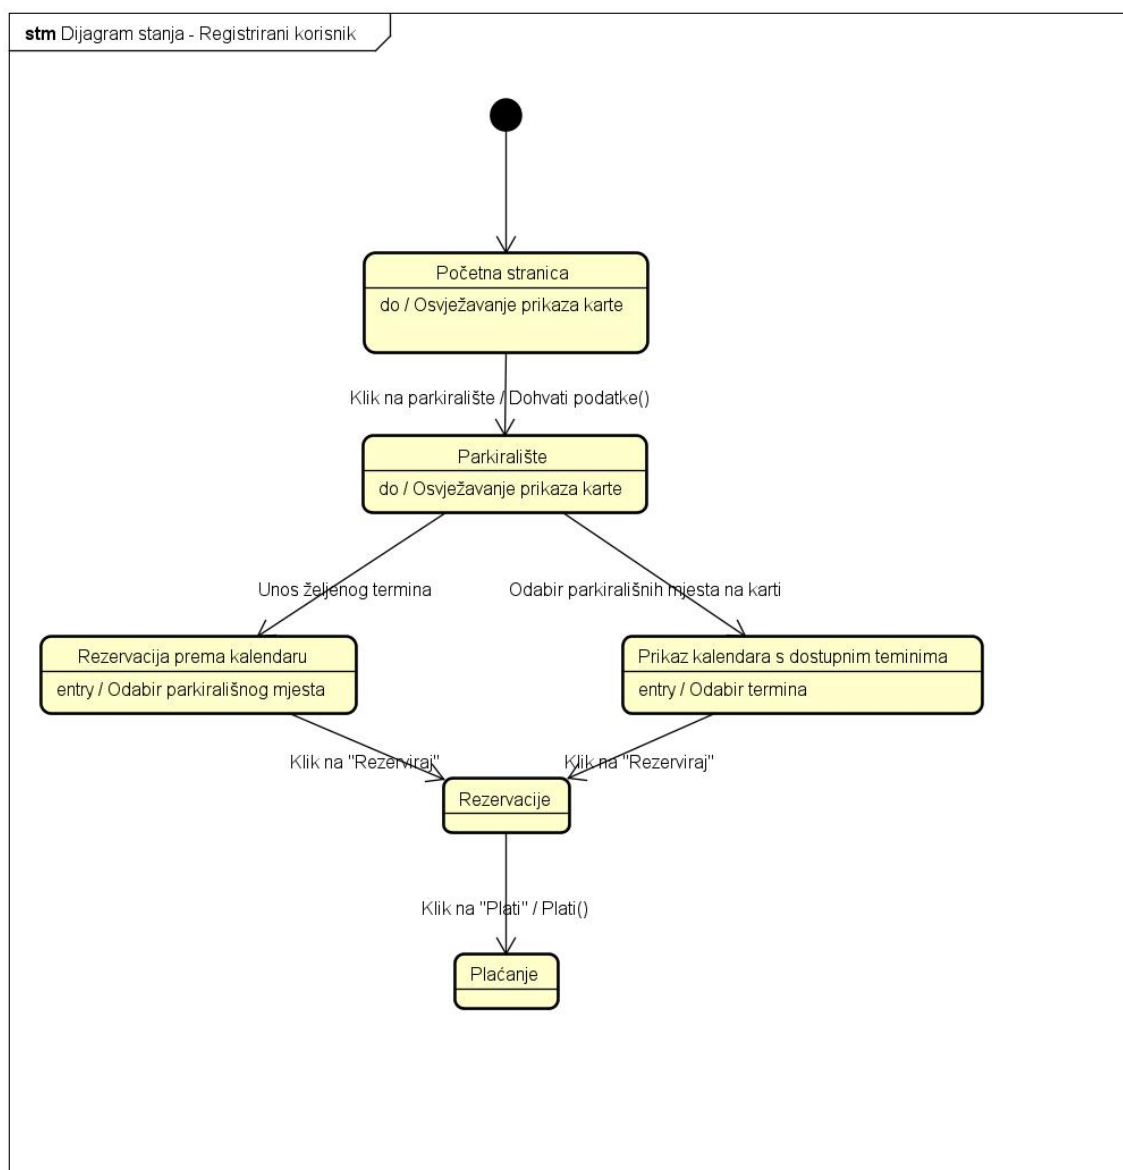 stm Dijagram stanja - Registrirani korisnik
Početna stranica
do / Osvježavanje prikaza karte
Klik na parkiralište / Dohvati podatke()
Parkiralište
do / Osvježavanje prikaza karte
Unos željenog termina
Odabir parkirališnih mjesta na karti
Rezervacija prema kalendaru
entry / Odabir parkirališnog mjesta
Prikaz kalendara s dostupnim teminima
entry / Odabir termina
Klik na "Rezerviraj"
Klik na "Rezerviraj"
Rezervacije
Klik na "Plati" / Plati()
Plaćanje